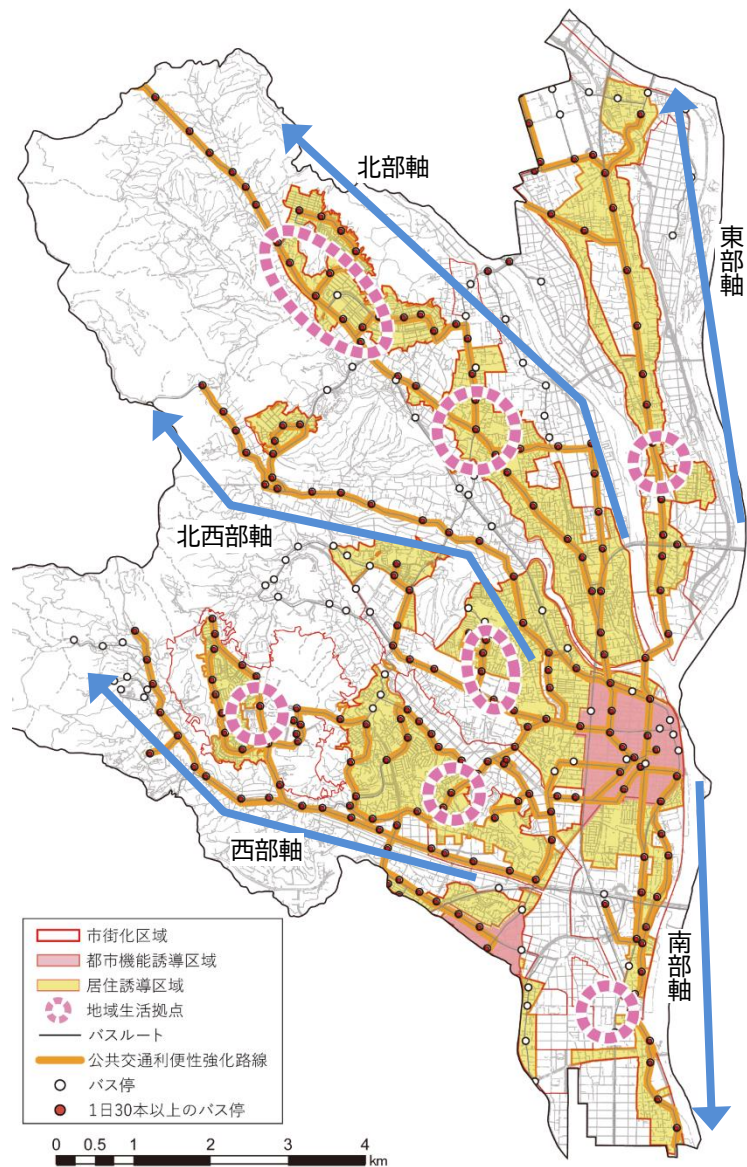 北部軸
東部軸
北西部軸
西部軸
南部軸
市街化区域
都市機能誘導区域
居住誘導区域
地域生活拠点
バスルート
公共交通利便性強化路線
バス停
1日30本以上のバス停
0 0.5 1 2 3 4
km